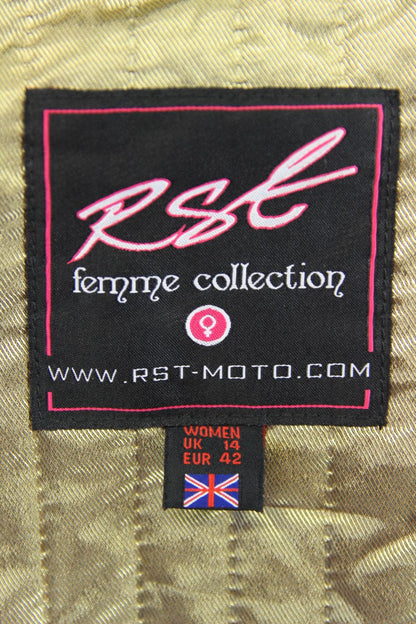 Rst
femme collection
WWW.RST-MOTO.COM
WOMEN
UK 14
EUR 42